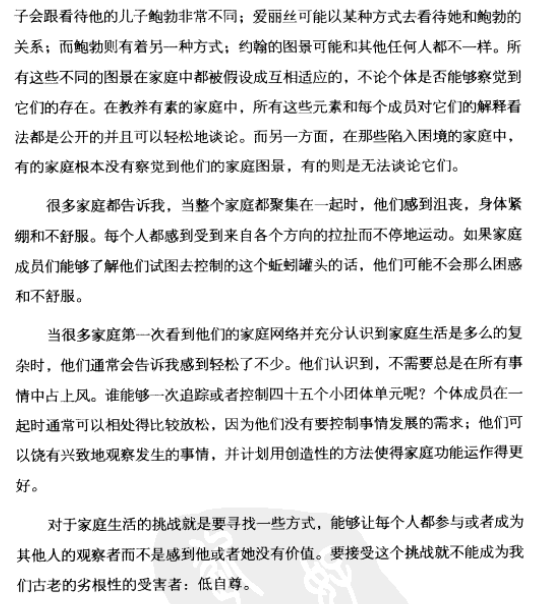 子会跟看待他的儿子鲍勃非常不同；爱丽丝可能以某种方式去看待她和鲍勃的
关系；而鲍勃则有着另一种方式；约翰的图景可能和其他任何人都不一样。所
有这些不同的图景在家庭中都被假设成互相适应的，不论个体是否能够察觉到
它们的存在。在教养有素的家庭中，所有这些元素和每个成员对它们的解释看
法都是公开的并且可以轻松地谈论。而另一方面，在那些陷入困境的家庭中，
有的家庭根本没有察觉到他们的家庭图景，有的则是无法谈论它们。
很多家庭都告诉我，当整个家庭都聚集在一起时，他们感到沮丧，身体紧
绷和不舒服。每个人都感到受到来自各个方向的拉扯而不停地运动。如果家庭
成员们能够了解他们试图去控制的这个蚯蚓罐头的话，他们可能不会那么困惑
和不舒服。
当很多家庭第一次看到他们的家庭网络并充分认识到家庭生活是多么的复
杂时，他们通常会告诉我感到轻松了不少。他们认识到，不需要总是在所有事
情中占上风。谁能够一次追踪或者控制四十五个小团体单元呢？个体成员在一
起时通常可以相处得比较放松，因为他们没有要控制事情发展的需求；他们可
以饶有兴致地观察发生的事情，并计划用创造性的方法使得家庭功能运作得更
好。
对于家庭生活的挑战就是要寻找一些方式，能够让每个人都参与或者成为
其他人的观察者而不是感到他或者她没有价值。要接受这个挑战就不能成为我
们古老的劣根性的受害者：低自尊。